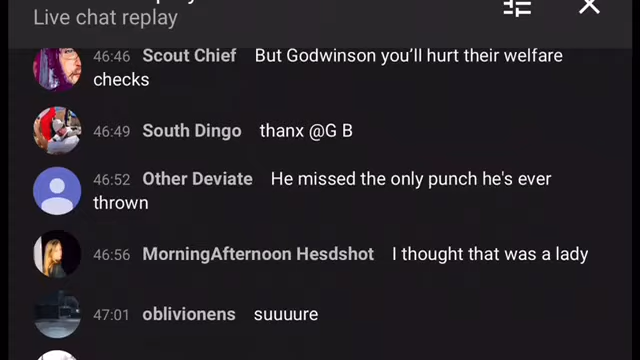 Live chat replay
46:46 Scout Chief But Godwinson you’ll hurt their welfare
checks
46:49 South Dingo thanx @G B
46:52 Other Deviate He missed the only punch he's ever
thrown
46:56 MorningAfternoon Hesdshot I thought that was a lady
47:01 oblivionens suuuure